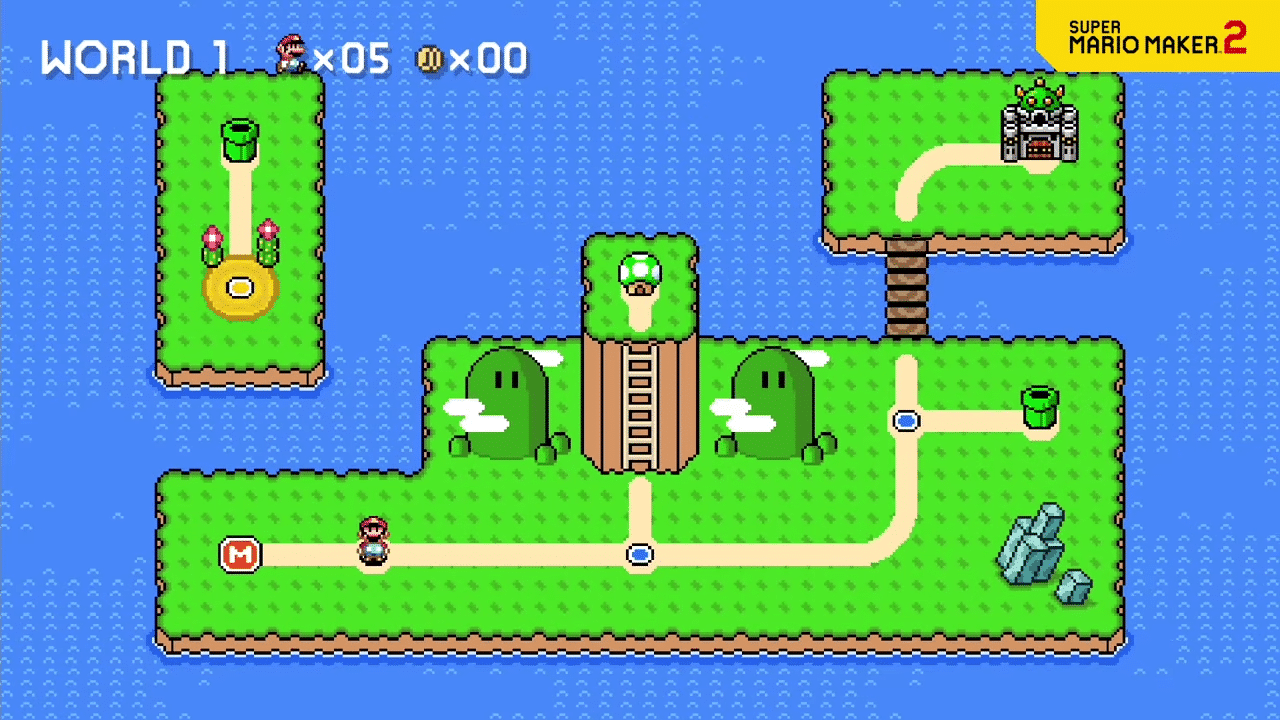 WORLD 1 ×05 ×00
SUPER
MARIO MAKER 2
M